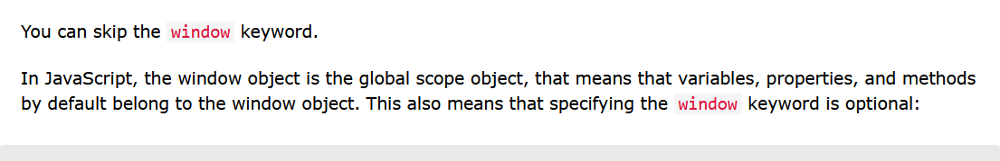 You can skip the window keyword.
In JavaScript, the window object is the global scope object, that means that variables, properties, and methods
by default belong to the window object. This also means that specifying the window keyword is optional: